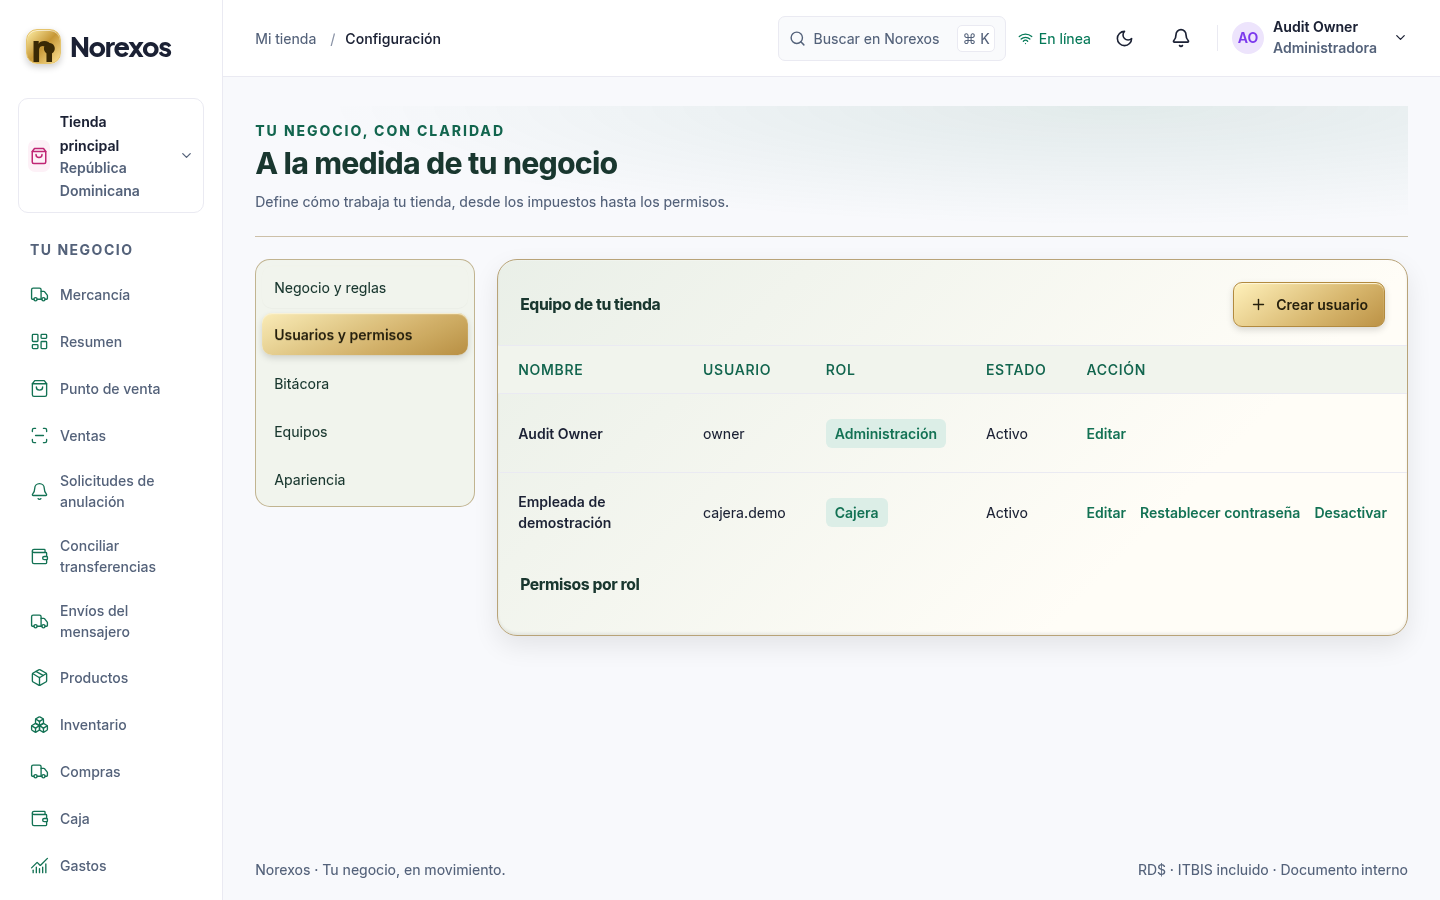 Norexos
Mi tienda / Configuración
Buscar en Norexos
⌘ K
En línea
AO
Audit Owner
Administradora
Tienda
principal
República
Dominicana
TU NEGOCIO
Mercancía
Resumen
Punto de venta
Ventas
Solicitudes de
anulación
Conciliar
transferencias
Envíos del
mensajero
Productos
Inventario
Compras
Caja
Gastos
TU NEGOCIO, CON CLARIDAD
A la medida de tu negocio
Define cómo trabaja tu tienda, desde los impuestos hasta los permisos.
Negocio y reglas
Usuarios y permisos
Bitácora
Equipos
Apariencia
Equipo de tu tienda
Crear usuario
NOMBRE USUARIO ROL ESTADO ACCIÓN
Audit Owner owner Administración Activo Editar
Empleada de
demostración cajera.demo Cajera Activo Editar Restablecer contraseña Desactivar
Permisos por rol
Norexos · Tu negocio, en movimiento.
RD$ · ITBIS incluido · Documento interno